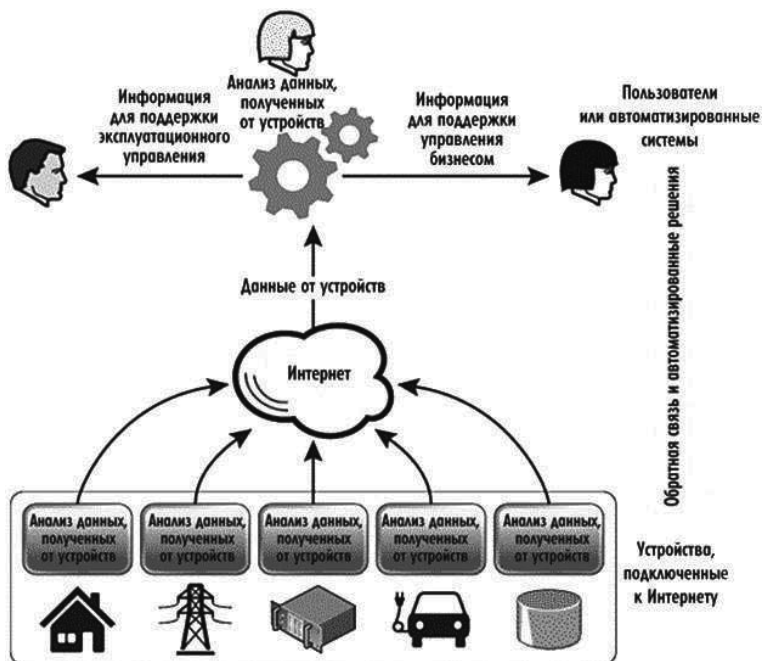 Анализ данных,
полученных
от устройств
Информация
для поддержки
эксплуатационного
управления
Информация
для поддержки
управления
бизнесом
Пользователи
или автоматизированные
системы
Обратная связь и автоматизированные решения
Данные от устройств
Интернет
Анализ данных,
полученных
от устройств
Анализ данных,
полученных
от устройств
Анализ данных,
полученных
от устройств
Анализ данных,
полученных
от устройств
Анализ данных,
полученных
от устройств
Устройства,
подключенные
к Интернету